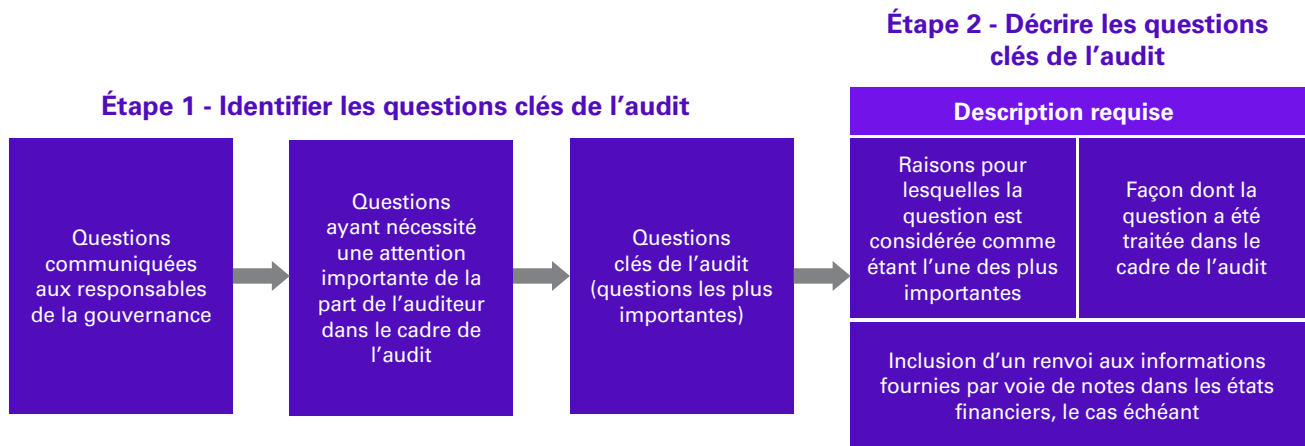 Étape 1 - Identifier les questions clés de l’audit
Questions
communiquées
aux responsables
de la gouvernance
Questions
ayant nécessité
une attention
importante de la
part de l’auditeur
dans le cadre de
l’audit
Questions
clés de l’audit
(questions les plus
importantes)
Étape 2 - Décrire les questions
clés de l’audit
Description requise
Raisons pour
lesquelles la
question est
considérée comme
étant l’une des plus
importantes
Façon dont la
question a été
traitée dans le
cadre de l’audit
Inclusion d’un renvoi aux informations
fournies par voie de notes dans les états
financiers, le cas échéant